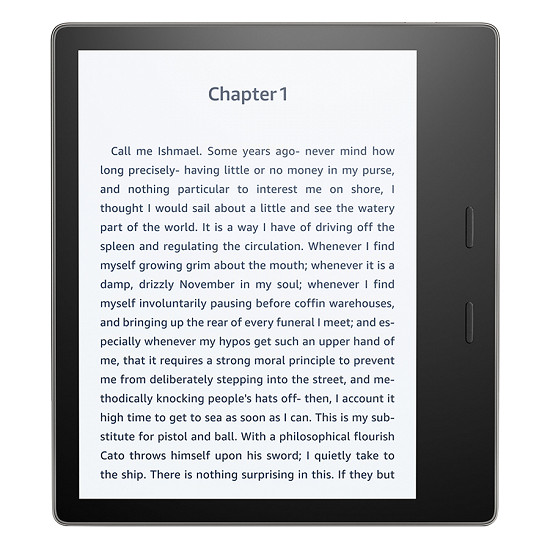 Chapter 1
Call me Ishmael. Some years ago- never mind how
long precisely- having little or no money in my purse,
and nothing particular to interest me on shore, I
thought I would sail about a little and see the watery
part of the world. It is a way I have of driving off the
spleen and regulating the circulation. Whenever I find
myself growing grim about the mouth; whenever it is a
damp, drizzly November in my soul; whenever I find
myself involuntarily pausing before coffin warehouses,
and bringing up the rear of every funeral I meet; and es-
pecially whenever my hypos get such an upper hand of
me, that it requires a strong moral principle to prevent
me from deliberately stepping into the street, and me-
thodically knocking people's hats off- then, I account it
high time to get to sea as soon as I can. This is my sub-
stitute for pistol and ball. With a philosophical flourish
Cato throws himself upon his sword; I quietly take to
the ship. There is nothing surprising in this. If they but